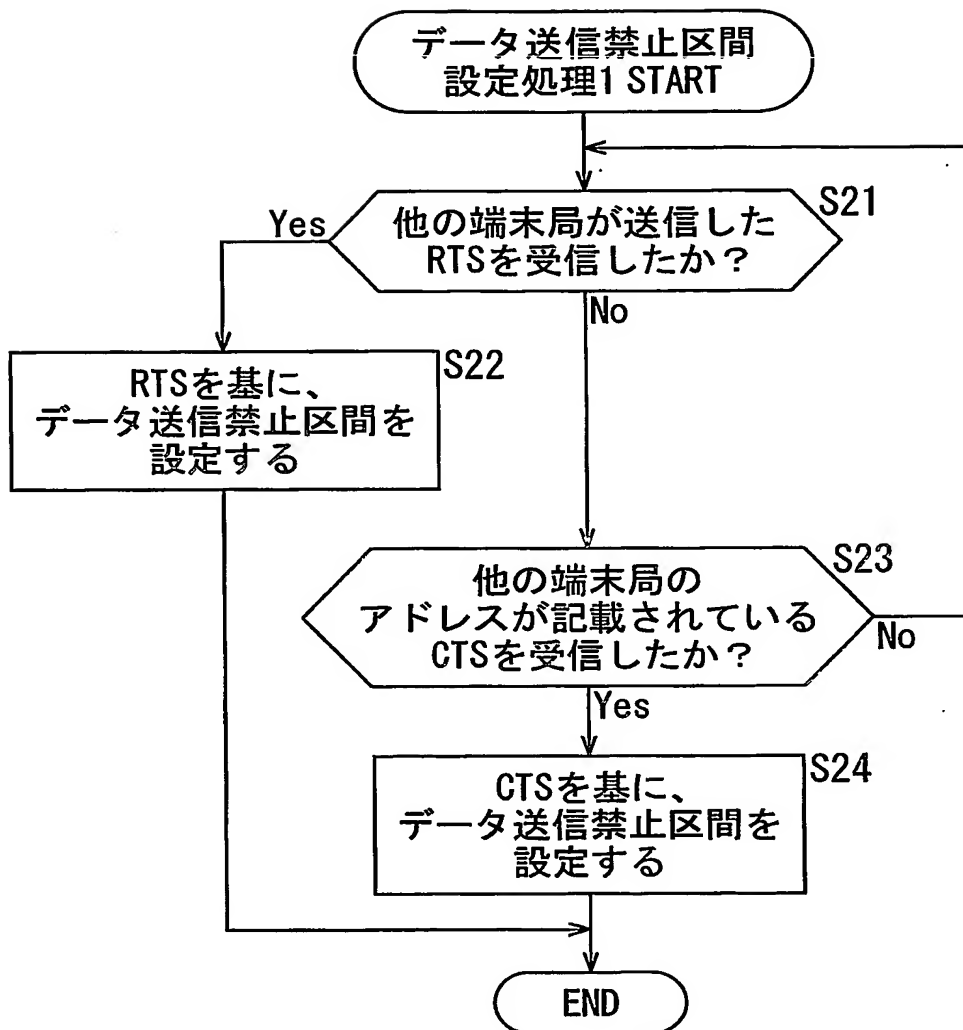 データ送信禁止区間
設定処理1 START
他の端末局が送信した
RTSを受信したか？
S21
Yes
No
RTSを基に、
データ送信禁止区間を
設定する
S22
他の端末局の
アドレスが記載されている
CTSを受信したか？
S23
No
Yes
CTSを基に、
データ送信禁止区間を
設定する
S24
END